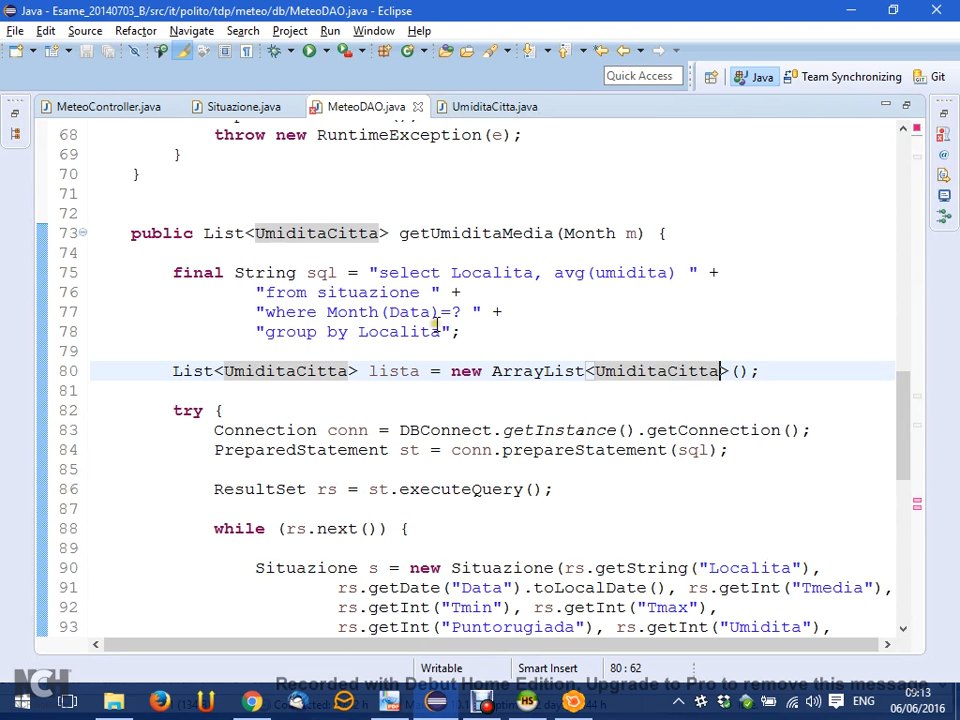 Java - Esame_20140703_B/src/it/polito/tdp/meteo/db/MeteoDAO.java - Eclipse
File Edit Source Refactor Navigate Search Project Run Window Help
Quick Access Java Team Synchronizing Git
MeteoController.java Situazione.java MeteoDAO.java UmiditaCitta.java
68 throw new RuntimeException(e);
69 }
70 }
71
72
73 public List<UmiditaCitta> getUmiditaMedia(Month m) {
74
75 final String sql = "select Localita, avg(umidita) " +
76 "from situazione " +
77 "where Month(Data)=? " +
78 "group by Localita";
79
80 List<UmiditaCitta> lista = new ArrayList<UmiditaCitta>();
81
82 try {
83 Connection conn = DBConnect.getInstance().getConnection();
84 PreparedStatement st = conn.prepareStatement(sql);
85
86 ResultSet rs = st.executeQuery();
87
88 while (rs.next()) {
89
90 Situazione s = new Situazione(rs.getString("Localita"),
91 rs.getDate("Data").toLocalDate(), rs.getInt("Tmedia"),
92 rs.getInt("Tmin"), rs.getInt("Tmax"),
93 rs.getInt("Puntorugiada"), rs.getInt("Umidita"),
Writable Smart Insert 80 : 62
NCH Recorded with Debut Home Edition. Upgrade to Pro to remove this message
ENG 09:13
06/06/2016